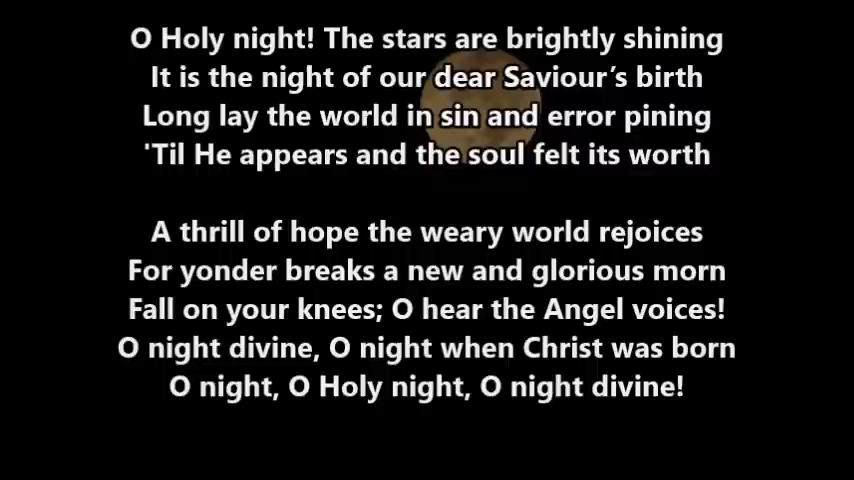 O Holy night! The stars are brightly shining
It is the night of our dear Saviour’s birth
Long lay the world in sin and error pining
'Til He appears and the soul felt its worth
A thrill of hope the weary world rejoices
For yonder breaks a new and glorious morn
Fall on your knees; O hear the Angel voices!
O night divine, O night when Christ was born
O night, O Holy night, O night divine!